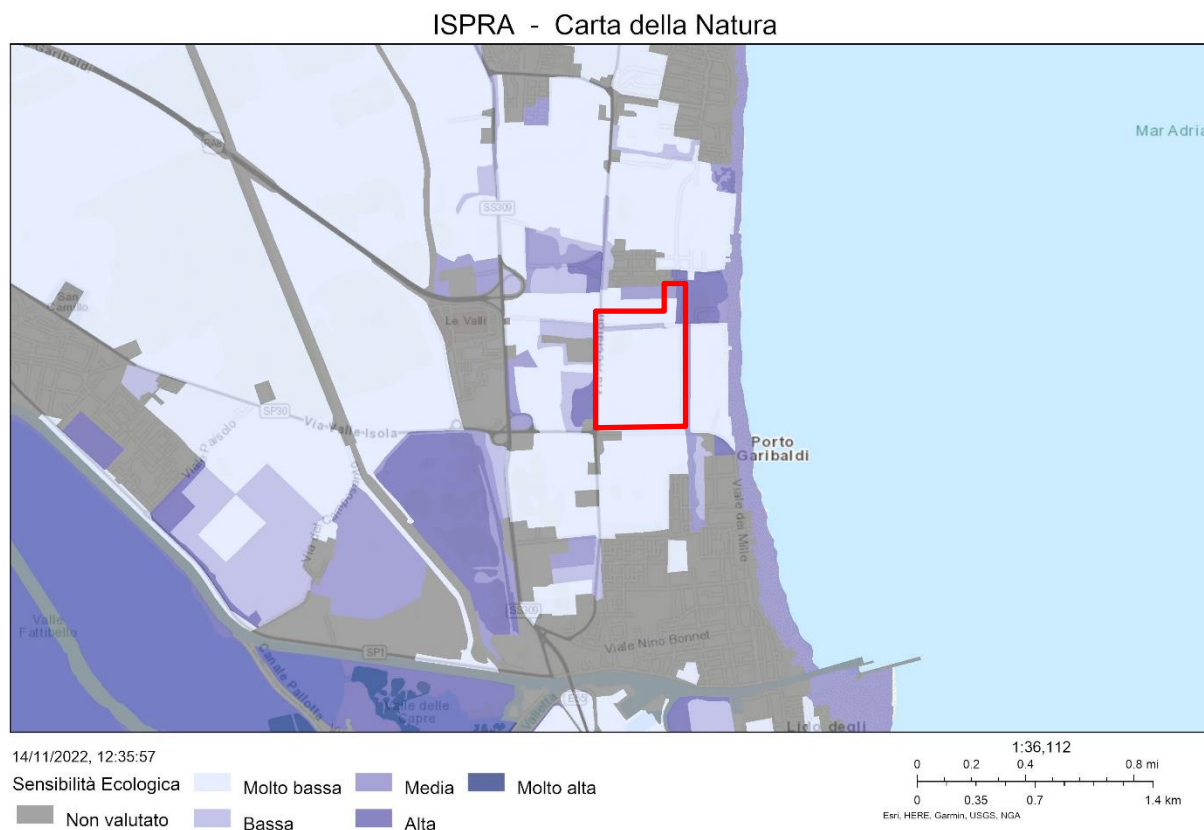 ISPRA - Carta della Natura
Garibaldi
Mar Adria
SS309
San
Camillo
Le Valli
SP30
Via-Valle-Isola
Viale Paisolo
Porto
Garibaldi
Viale dei Mille
Valle
Fattibello
SS309
Viale Nino Bonnet
SP1
Canale Pallotta
Valle delle
Capre
Valletta
E55
Lido degli
14/11/2022, 12:35:57
Sensibilità Ecologica
Non valutato
Molto bassa
Bassa
Media
Alta
Molto alta
1:36,112
0 0.2 0.4 0.8 mi
0 0.35 0.7 1.4 km
Esri, HERE, Garmin, USGS, NGA